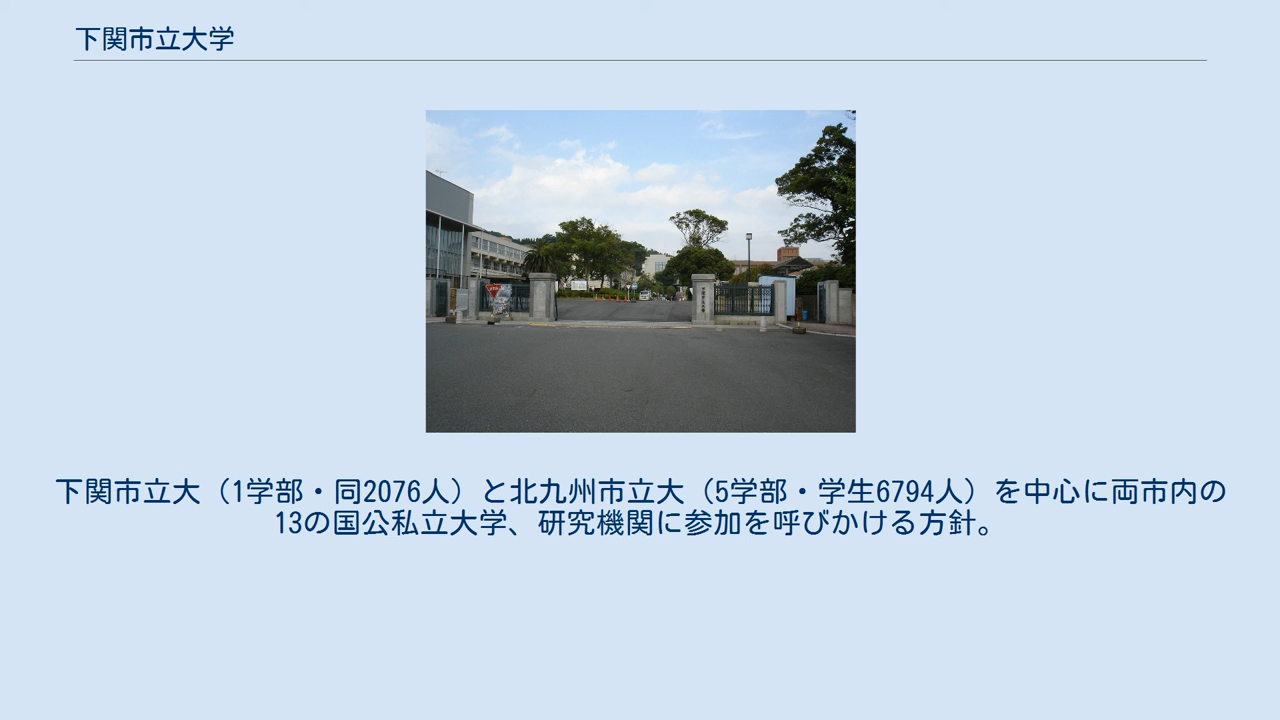 下関市立大学
下関市立大（1学部・同2076人）と北九州市立大（5学部・学生6794人）を中心に両市内の
13の国公私立大学、研究機関に参加を呼びかける方針。